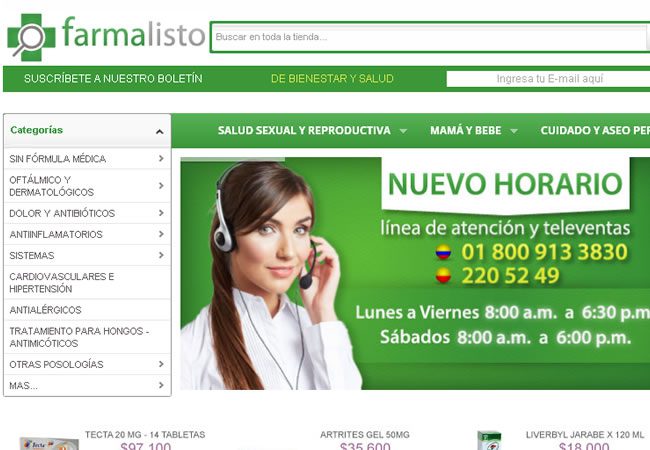 farmalisto
Buscar en toda la tienda...
SUSCRÍBETE A NUESTRO BOLETÍN
DE BIENESTAR Y SALUD
Ingresa tu E-mail aquí
Categorías
SALUD SEXUAL Y REPRODUCTIVA
MAMÁ Y BEBE
CUIDADO Y ASEO PER
SIN FÓRMULA MÉDICA
OFTÁLMICO Y
DERMATOLÓGICOS
DOLOR Y ANTIBIÓTICOS
ANTIINFLAMATORIOS
SISTEMAS
CARDIOVASCULARES E
HIPERTENSIÓN
ANTIALÉRGICOS
TRATAMIENTO PARA HONGOS -
ANTIMICÓTICOS
OTRAS POSOLOGÍAS
MAS...
NUEVO HORARIO
línea de atención y televentas
01 800 913 3830
220 52 49
Lunes a Viernes 8:00 a.m. a 6:30 p.m
Sábados 8:00 a.m. a 6:00 p.m.
TECTA 20 MG - 14 TABLETAS
$97,100
ARTRITES GEL 50MG
$35,600
LIVERBYL JARABE X 120 ML
$18,000
Tecta